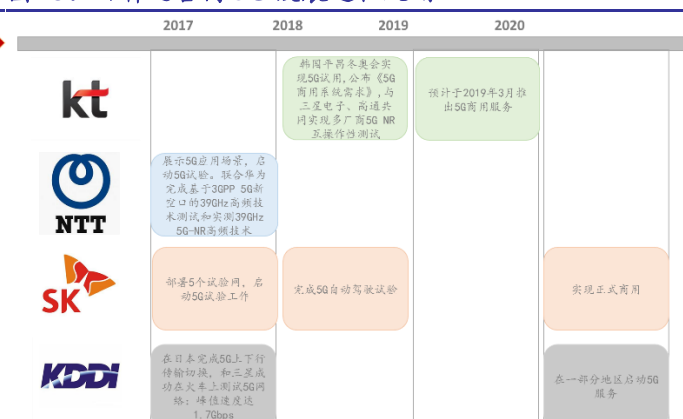 2017 2018 2019 2020
kt
韩国平昌冬奥会实
现5G试用,公布《5G
商用系统需求》,与
三星电子、高通共
同实现多厂商5G NR
互操作性测试
预计于2019年3月推
出5G商用服务
NTT
展示5G应用场景, 启
动5G试验。联合华为
完成基于3GPP 5G新
空口的39GHz高频技
术测试和实测39GHz
5G-NR高频技术
SK
部署5个试验网, 启
动5G试验工作
完成5G自动驾驶试验
实现正式商用
KDDI
在日本完成5G上下行
传输切换, 和三星成
功在火车上测试5G网
络; 峰值速度达
1.7Gbps
在一部分地区启动5G
服务